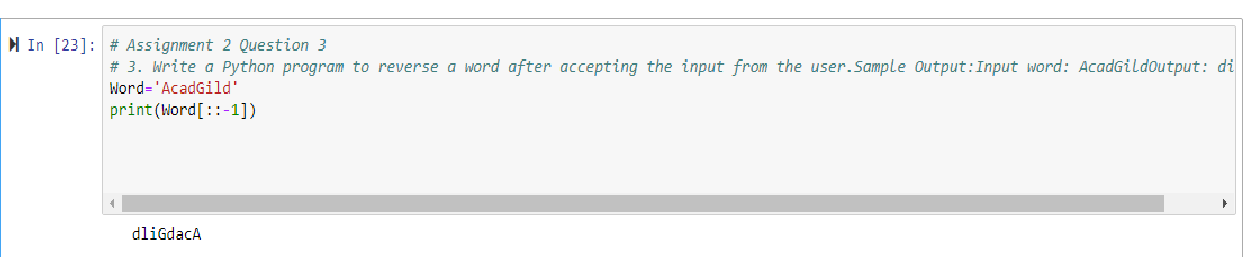 In [23]: # Assignment 2 Question 3
# 3. Write a Python program to reverse a word after accepting the input from the user.Sample Output:Input word: AcadGildOutput: di
Word='AcadGild'
print(Word[::-1])
dliGdacA